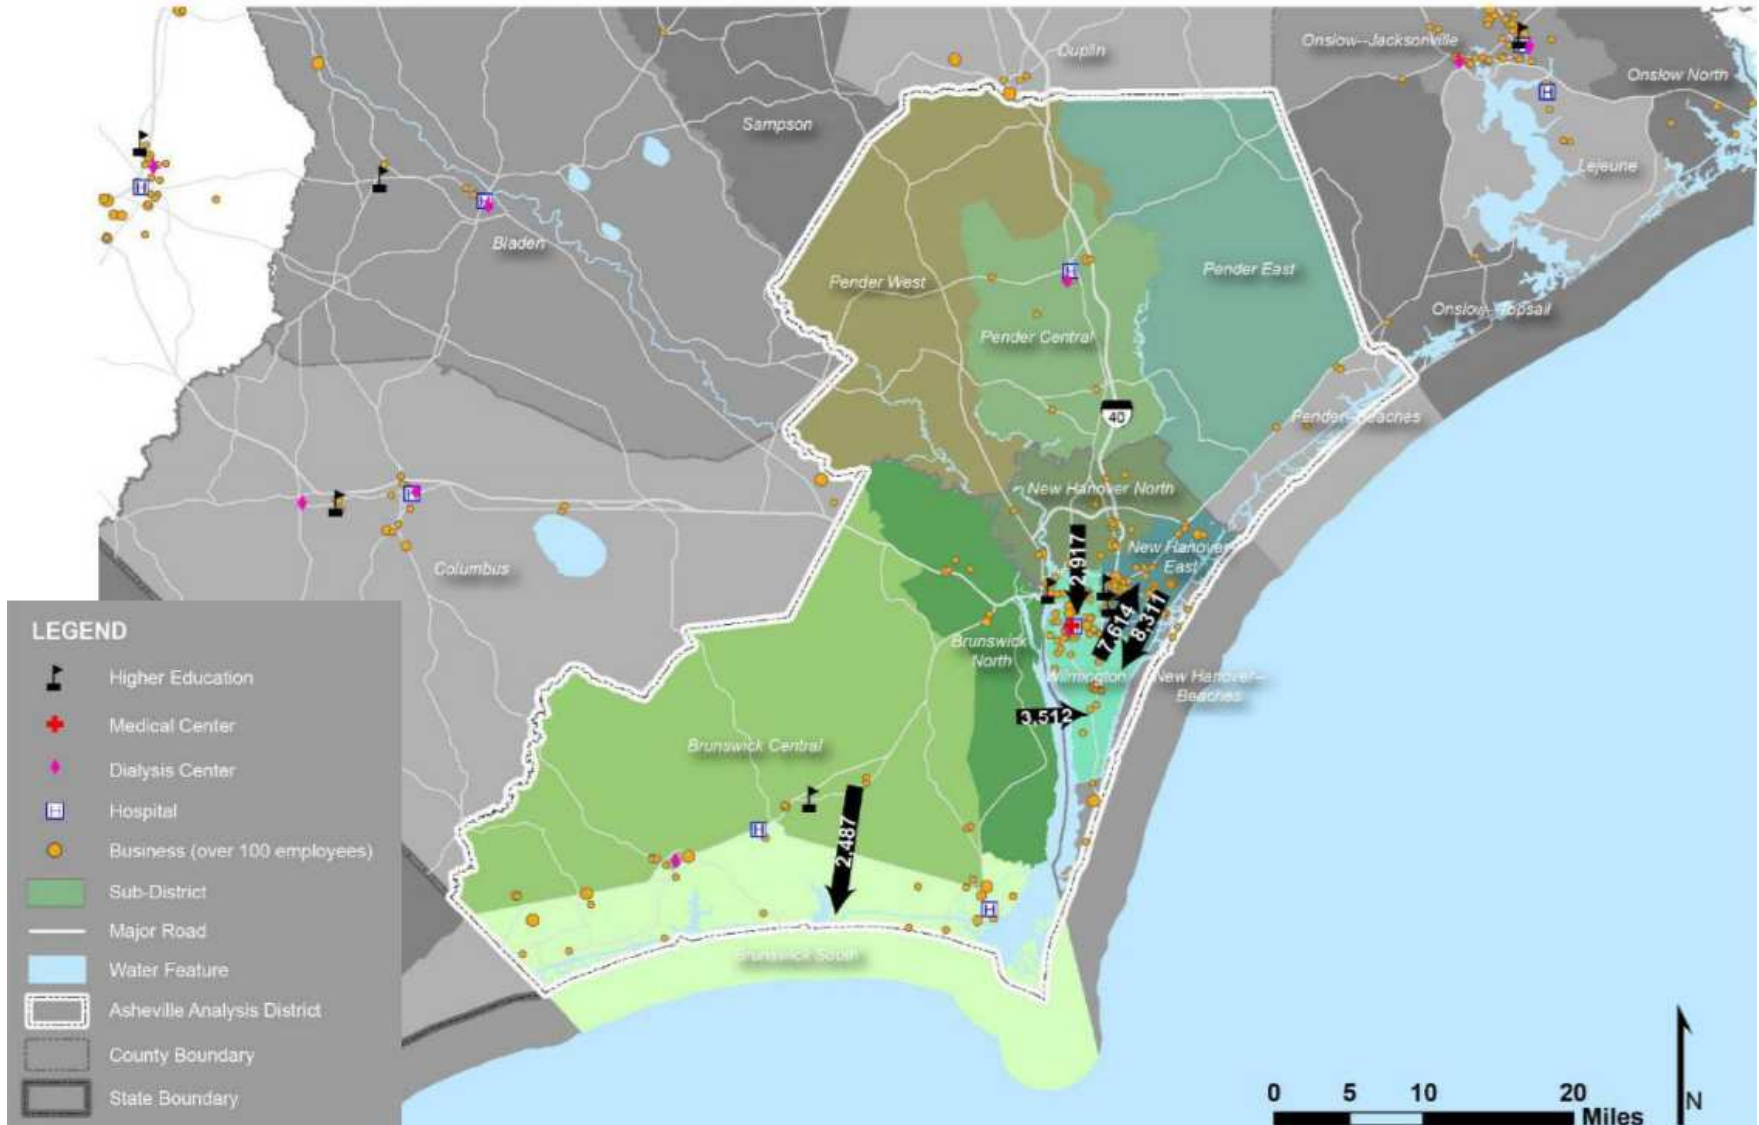 Duplin
Onslow--Jacksonville
Onslow North
Sampson
Lejeune
Bladen
Pender West
Pender East
Onslow--Topsail
Pender Central
40
Pender--Beaches
New Hanover North
2,917
New Hanover
East
Columbus
7,614
8,311
Brunswick
North
Wilmington
New Hanover--
Beaches
3,512
Brunswick Central
2,487
Brunswick South
LEGEND
Higher Education
Medical Center
Dialysis Center
H
Hospital
Business (over 100 employees)
Sub-District
Major Road
Water Feature
Asheville Analysis District
County Boundary
State Boundary
0 5 10 20
Miles
N